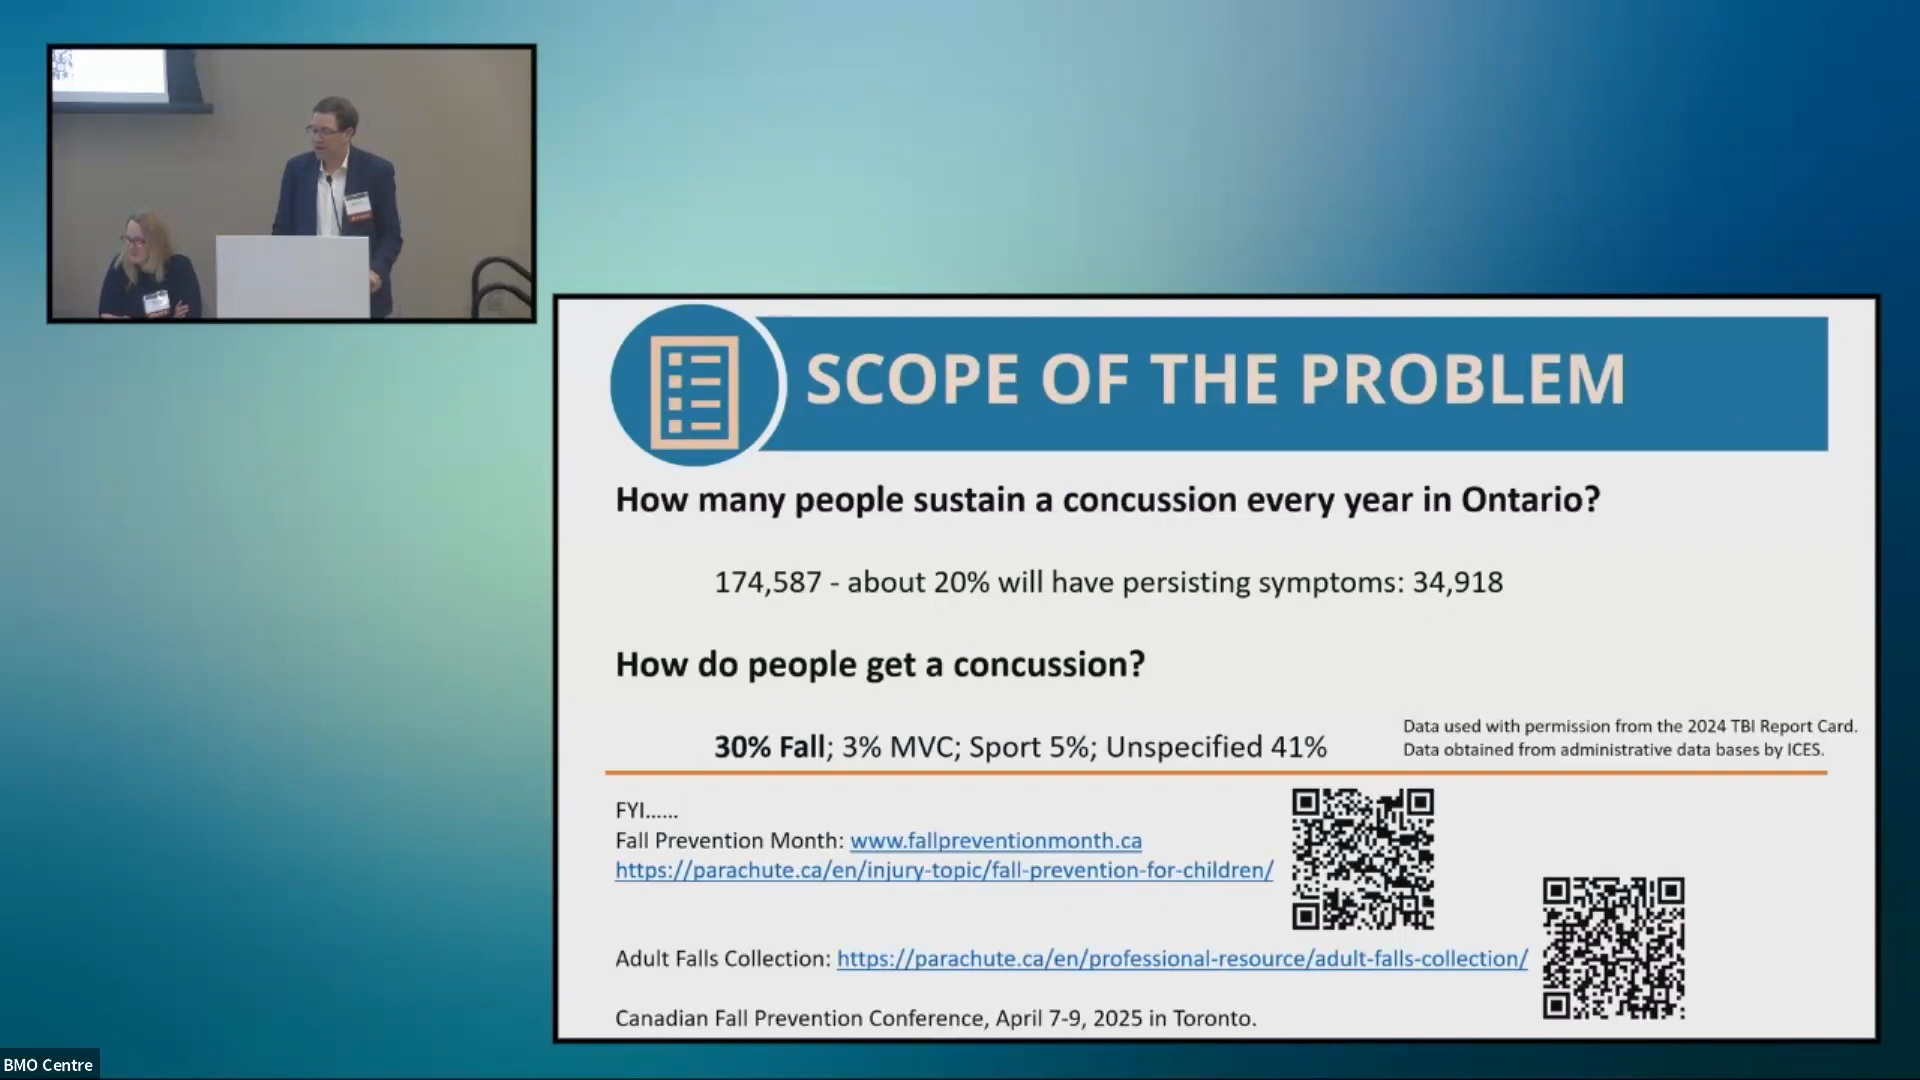 SCOPE OF THE PROBLEM
How many people sustain a concussion every year in Ontario?
174,587 - about 20% will have persisting symptoms: 34,918
How do people get a concussion?
30% Fall; 3% MVC; Sport 5%; Unspecified 41%
Data used with permission from the 2024 TBI Report Card.
Data obtained from administrative data bases by ICES.
FYI......
Fall Prevention Month: www.fallpreventionmonth.ca
https://parachute.ca/en/injury-topic/fall-prevention-for-children/
Adult Falls Collection: https://parachute.ca/en/professional-resource/adult-falls-collection/
Canadian Fall Prevention Conference, April 7-9, 2025 in Toronto.
BMO Centre